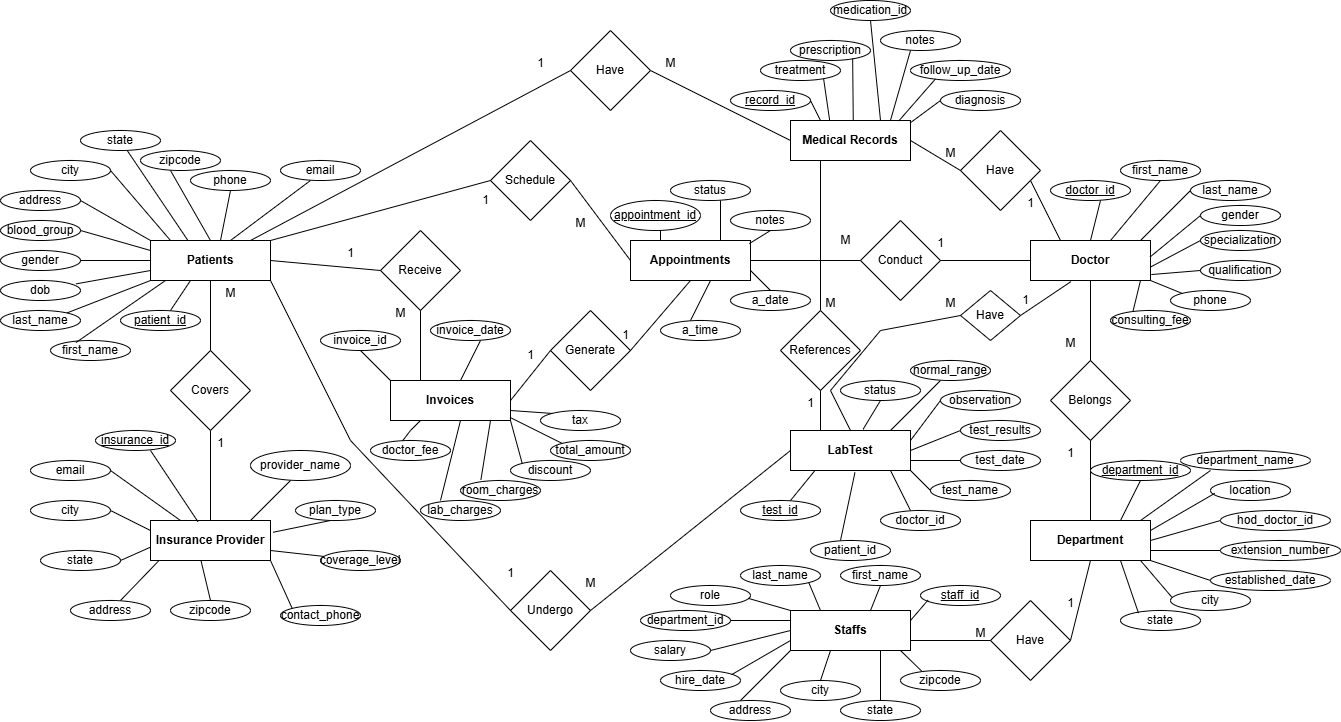 medication_id
notes
prescription
1
Have
M
treatment
follow_up_date
record_id
diagnosis
Medical Records
state
zipcode
city
phone
email
Schedule
M
Have
first_name
status
doctor_id
last_name
address
1
1
appointment_id
notes
gender
blood_group
M
M
1
specialization
gender
Patients
1
Receive
Appointments
Conduct
Doctor
qualification
dob
M
a_date
M
M
1
phone
last_name
patient_id
M
invoice_date
a_time
Have
consulting_fee
first_name
invoice_id
1
1
Generate
References
M
Covers
status
normal_range
Invoices
1
observation
Belongs
tax
test_results
insurance_id
1
doctor_fee
total_amount
LabTest
1
department_name
email
provider_name
discount
test_date
department_id
room_charges
test_name
location
city
plan_type
lab_charges
test_id
doctor_id
hod_doctor_id
Insurance Provider
Department
state
coverage_level
patient_id
extension_number
1
M
last_name
first_name
established_date
address
zipcode
contact_phone
Undergo
role
staff_id
1
city
department_id
Staffs
M
Have
state
salary
hire_date
city
zipcode
address
state